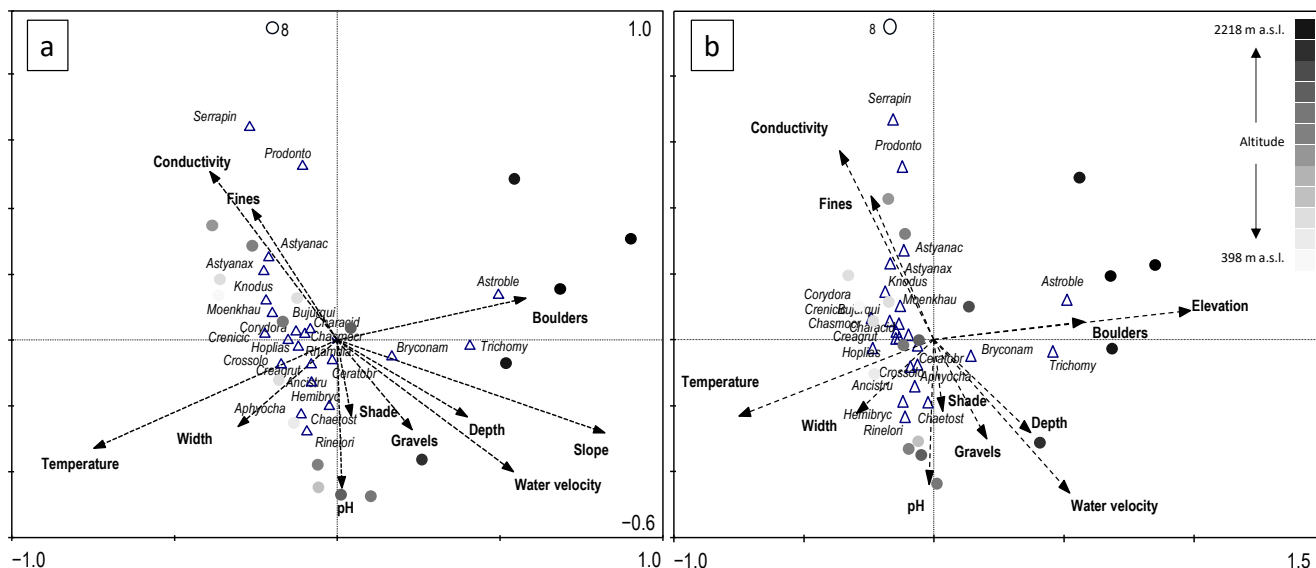 a
8
1.0
Serrapin
Prodonto
Conductivity
Fines
Astyanac
Astyanax
Knodus
Astroble
Moenkhau
Bujurqui
Boulders
Corydora
Characid
Crenicic
Chasmocr
Hoplias
Rhamdia
Bryconam
Trichomy
Crossolo
Creagrut
Ceratobr
Ancistru
Hemibryc
Aphyocha
Shade
Chaetost
Depth
Width
Gravels
Rinelori
Slope
Temperature
Water velocity
pH
−0.6
−1.0
1.0
b
8
2218 m a.s.l.
Serrapin
Conductivity
Altitude
Prodonto
Fines
Astyanac
398 m a.s.l.
Astyanax
Knodus
Astroble
Corydora
Moenkhau
Elevation
Crenicic
Bujurqui
Chasmocr
Characid
Boulders
Creagrut
Hoplias
Bryconam
Ceratobr
Trichomy
Crossolo
Aphyocha
Temperature
Ancistru
Shade
Hemibryc
Chaetost
Depth
Width
Rinelori
Gravels
pH
Water velocity
−1.0
1.5